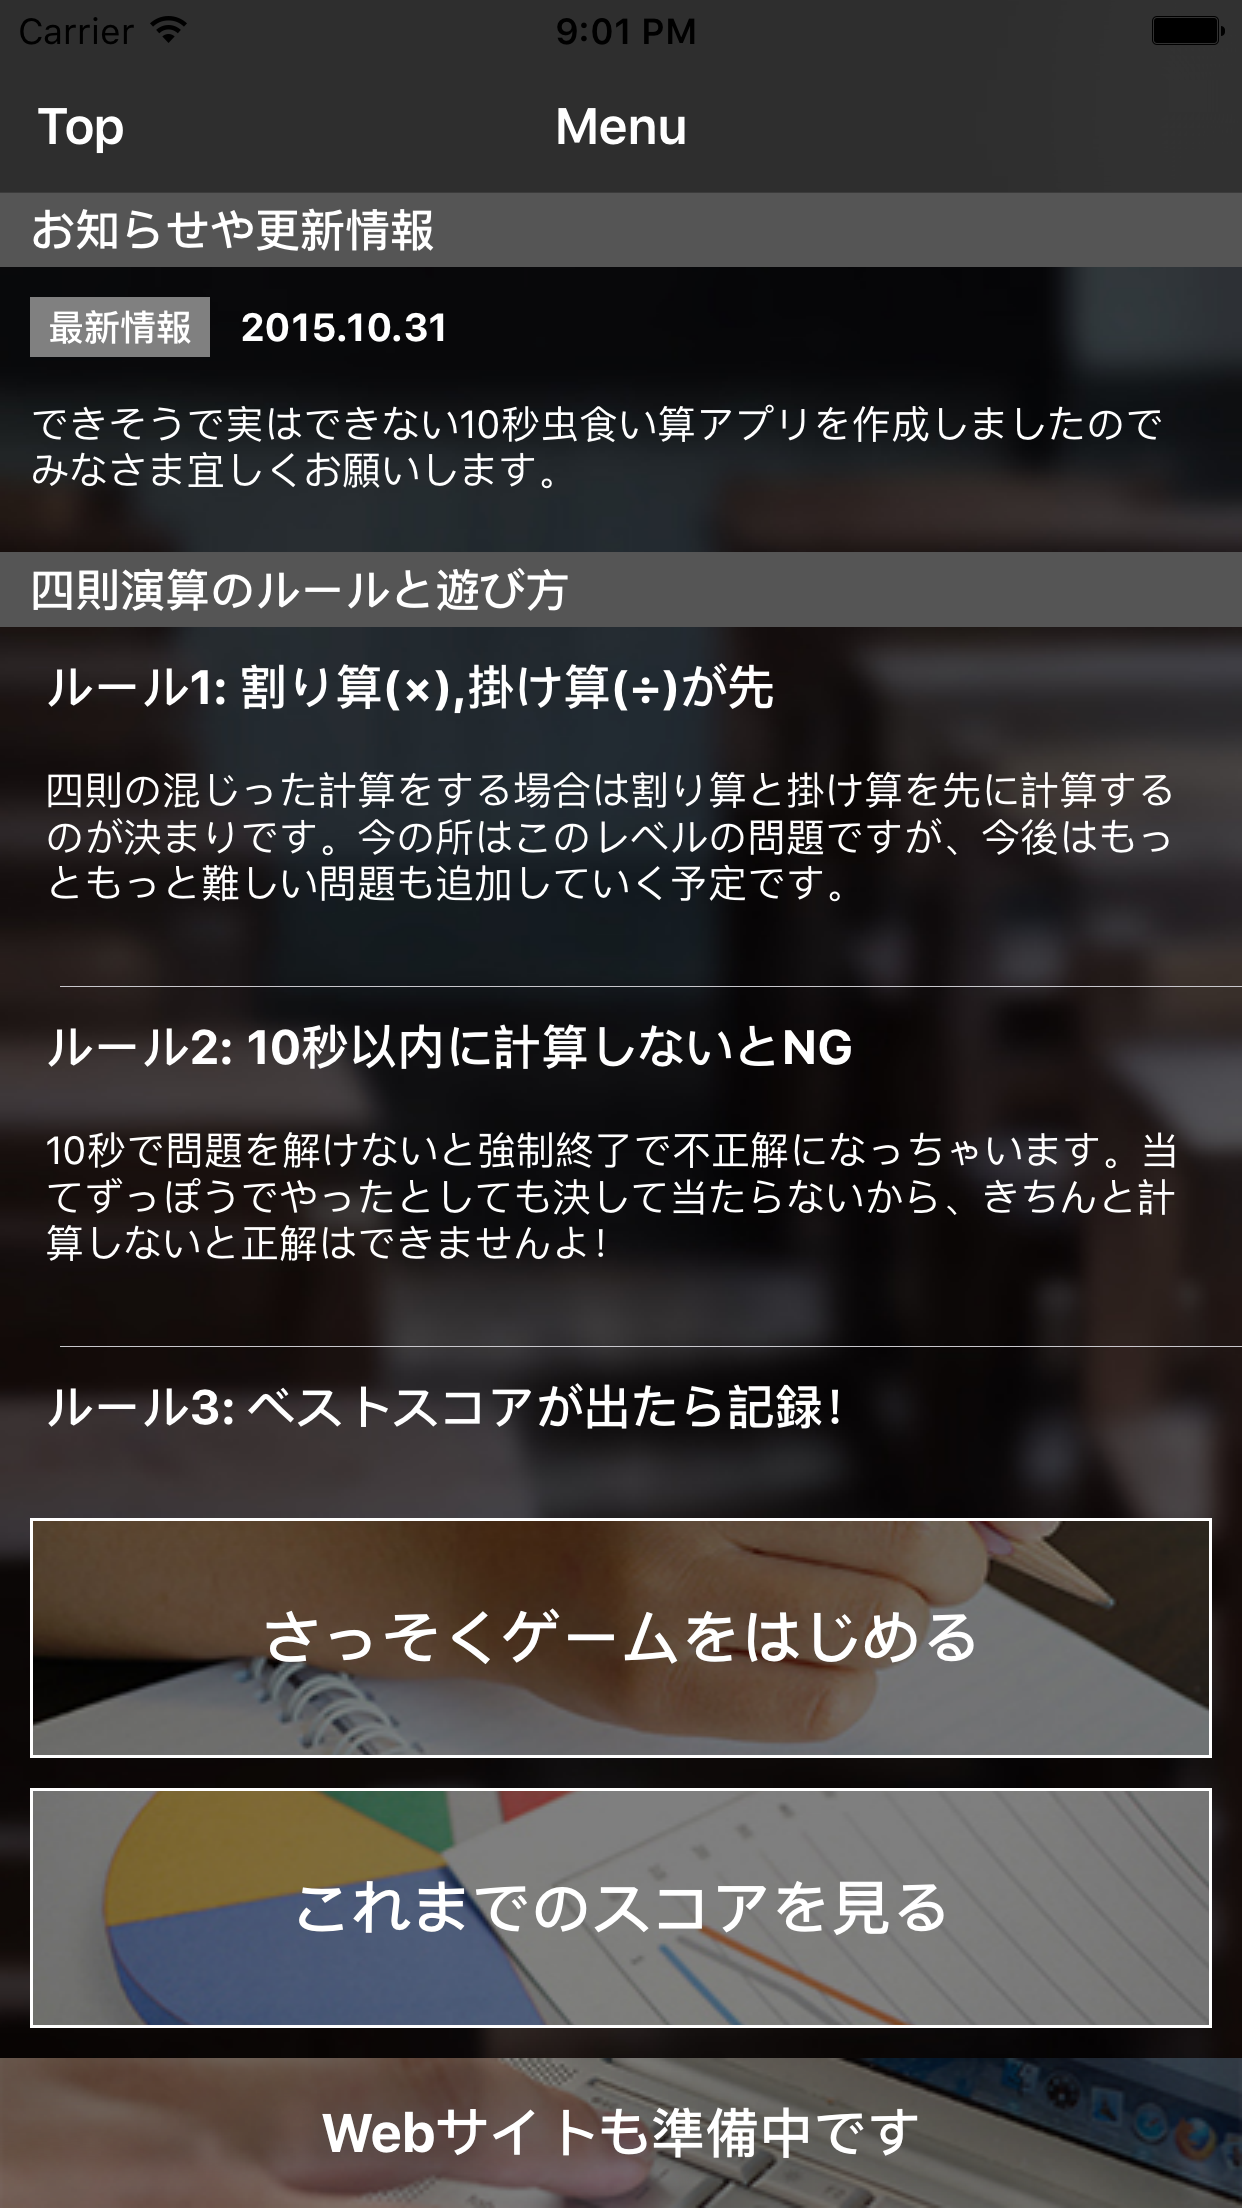 Carrier 9:01 PM
Top Menu
お知らせや更新情報
最新情報 2015.10.31
できそうで実はできない10秒虫食い算アプリを作成しましたので
みなさま宜しくお願いします。
四則演算のルールと遊び方
ルール1: 割り算(×),掛け算(÷)が先
四則の混じった計算をする場合は割り算と掛け算を先に計算する
のが決まりです。今の所はこのレベルの問題ですが、今後はもっ
ともっと難しい問題も追加していく予定です。
ルール2: 10秒以内に計算しないとNG
10秒で問題を解けないと強制終了で不正解になっちゃいます。当
てずっぽうでやったとしても決して当たらないから、きちんと計
算しないと正解はできませんよ！
ルール3: ベストスコアが出たら記録！
さっそくゲームをはじめる
これまでのスコアを見る
Webサイトも準備中です